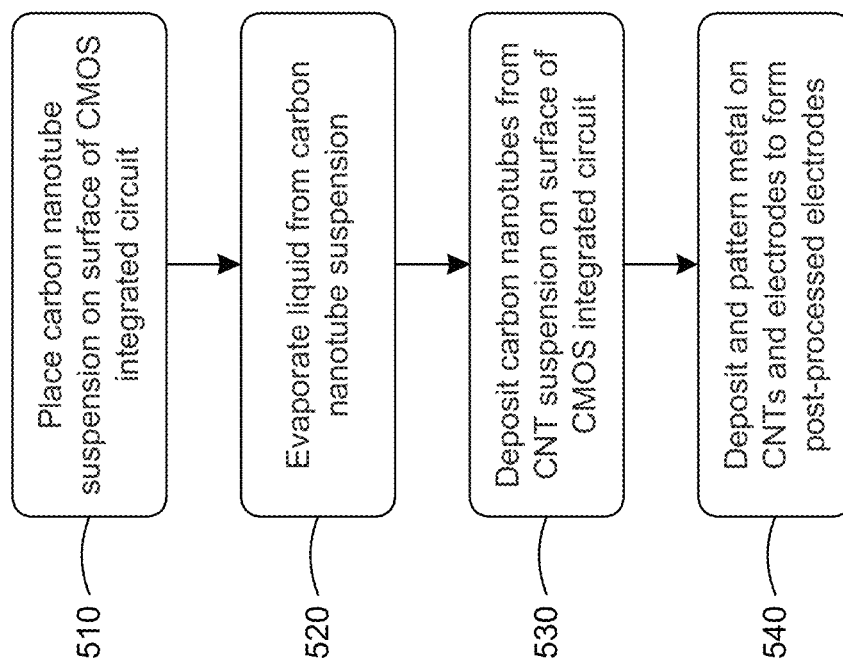 510
Place carbon nanotube
suspension on surface of CMOS
integrated circuit
520
Evaporate liquid from carbon
nanotube suspension
530
Deposit carbon nanotubes from
CNT suspension on surface of
CMOS integrated circuit
540
Deposit and pattern metal on
CNTs and electrodes to form
post-processed electrodes